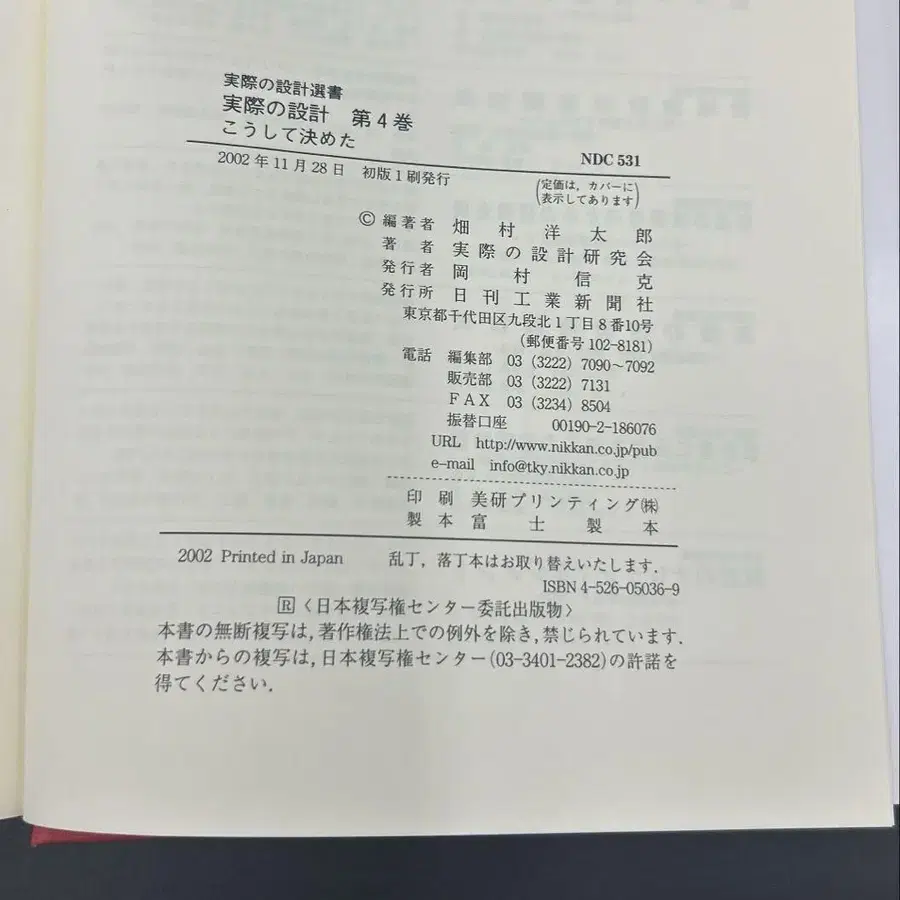 実際の設計選書
実際の設計 第4巻
こうして決めた
NDC 531
2002年11月28日 初版1刷発行
(定価は，カバーに
表示してあります)
© 編著者 畑村洋太郎
著者 実際の設計研究会
発行者 岡村信克
発行所 日刊工業新聞社
東京都千代田区九段北1丁目8番10号
(郵便番号 102-8181)
電話 編集部 03 (3222) 7090～7092
販売部 03 (3222) 7131
FAX 03 (3234) 8504
振替口座 00190-2-186076
URL http://www.nikkan.co.jp/pub
e-mail info@tky.nikkan.co.jp
印刷 美研プリンティング㈱
製本 富士製本
2002 Printed in Japan 乱丁，落丁本はお取り替えいたします．
ISBN 4-526-05036-9
🅁〈日本複写権センター委託出版物〉
本書の無断複写は，著作権法上での例外を除き，禁じられています．
本書からの複写は，日本複写権センター(03-3401-2382)の許諾を
得てください．